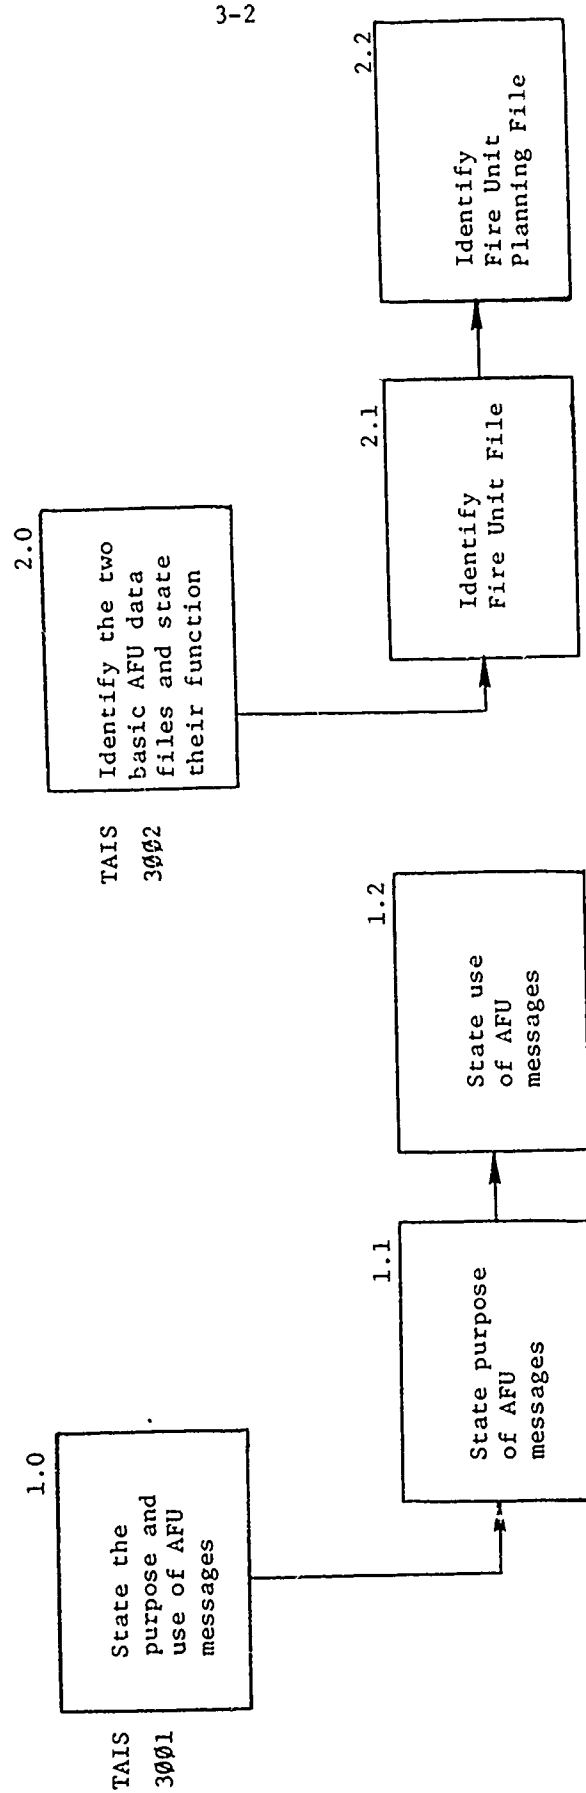 3-2
TAIS
3ØØ1
1.0
State the
purpose and
use of AFU
messages
1.1
State purpose
of AFU
messages
1.2
State use
of AFU
messages
TAIS
3ØØ2
2.0
Identify the two
basic AFU data
files and state
their function
2.1
Identify
Fire Unit File
2.2
Identify
Fire Unit
Planning File